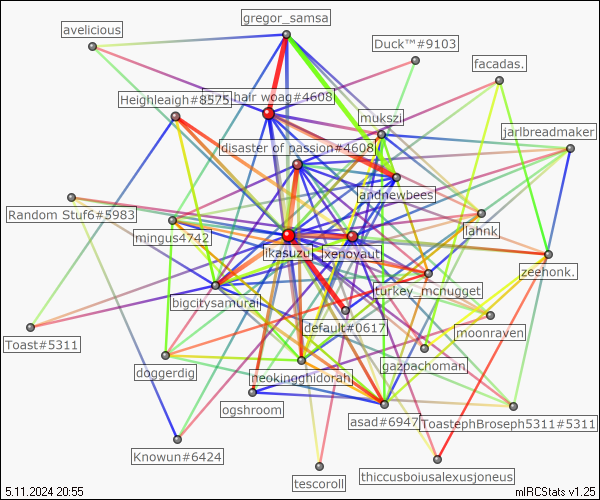 gregor_samsa
avelicious
Duck™#9103
facadas.
hair woag#4608
Heighleigh#8575
mukszi
jarlbreadmaker
disaster of passion#4608
andnewbees
Random Stuf6#5983
mingus4742
lahnk
ikasuzu
xenoyaut
zeehonk.
bigcitysamurai
turkey_mcnugget
default#0617
moonraven
Toast#5311
doggerdig
gazpachoman
neokingghidorah
ogshroom
asad#6947
ToastephBroseph5311#5311
Knowun#6424
tescoroll
thiccusboiusalexusjoneus
5.11.2024 20:55
mIRCStats v1.25